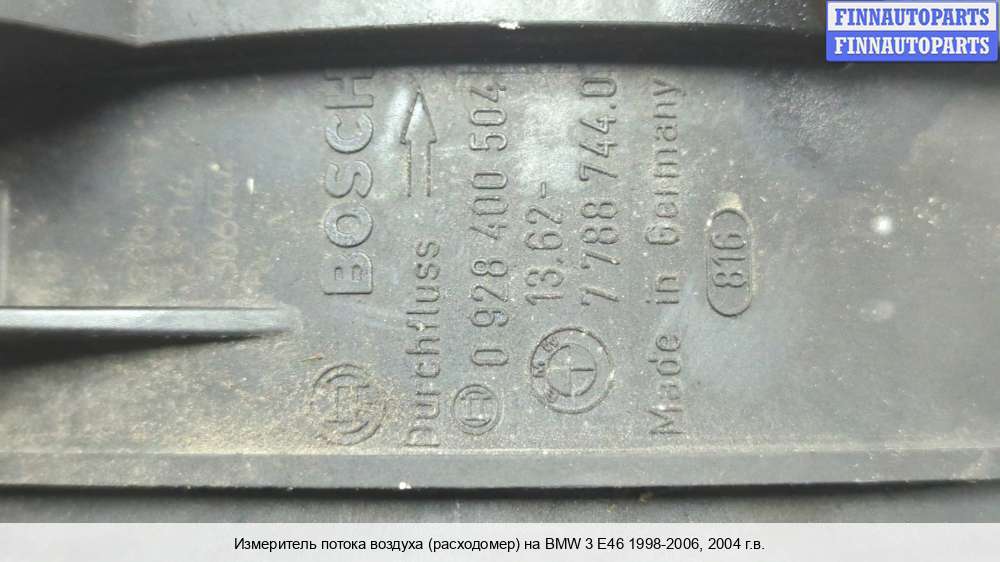 FINNAUTOPARTS
FINNAUTOPARTS
BOSCH
Durchfluss
0 928 400 504
13.62-
BMW
7 788 744.0
Made in Germany
816
Измеритель потока воздуха (расходомер) на BMW 3 E46 1998-2006, 2004 г.в.